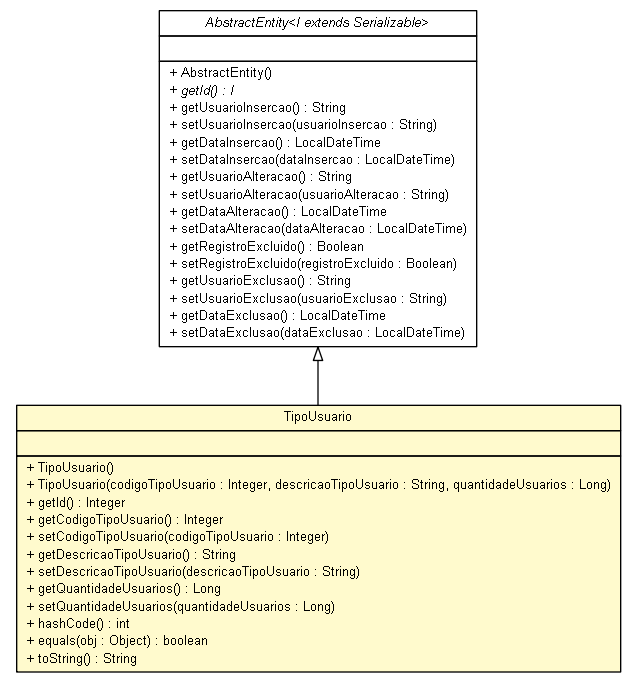 AbstractEntity<I extends Serializable>
+ AbstractEntity()
+ getId() : I
+ getUsuarioInsercao() : String
+ setUsuarioInsercao(usuarioInsercao : String)
+ getDataInsercao() : LocalDateTime
+ setDataInsercao(dataInsercao : LocalDateTime)
+ getUsuarioAlteracao() : String
+ setUsuarioAlteracao(usuarioAlteracao : String)
+ getDataAlteracao() : LocalDateTime
+ setDataAlteracao(dataAlteracao : LocalDateTime)
+ getRegistroExcluido() : Boolean
+ setRegistroExcluido(registroExcluido : Boolean)
+ getUsuarioExclusao() : String
+ setUsuarioExclusao(usuarioExclusao : String)
+ getDataExclusao() : LocalDateTime
+ setDataExclusao(dataExclusao : LocalDateTime)
TipoUsuario
+ TipoUsuario()
+ TipoUsuario(codigoTipoUsuario : Integer, descricaoTipoUsuario : String, quantidadeUsuarios : Long)
+ getId() : Integer
+ getCodigoTipoUsuario() : Integer
+ setCodigoTipoUsuario(codigoTipoUsuario : Integer)
+ getDescricaoTipoUsuario() : String
+ setDescricaoTipoUsuario(descricaoTipoUsuario : String)
+ getQuantidadeUsuarios() : Long
+ setQuantidadeUsuarios(quantidadeUsuarios : Long)
+ hashCode() : int
+ equals(obj : Object) : boolean
+ toString() : String